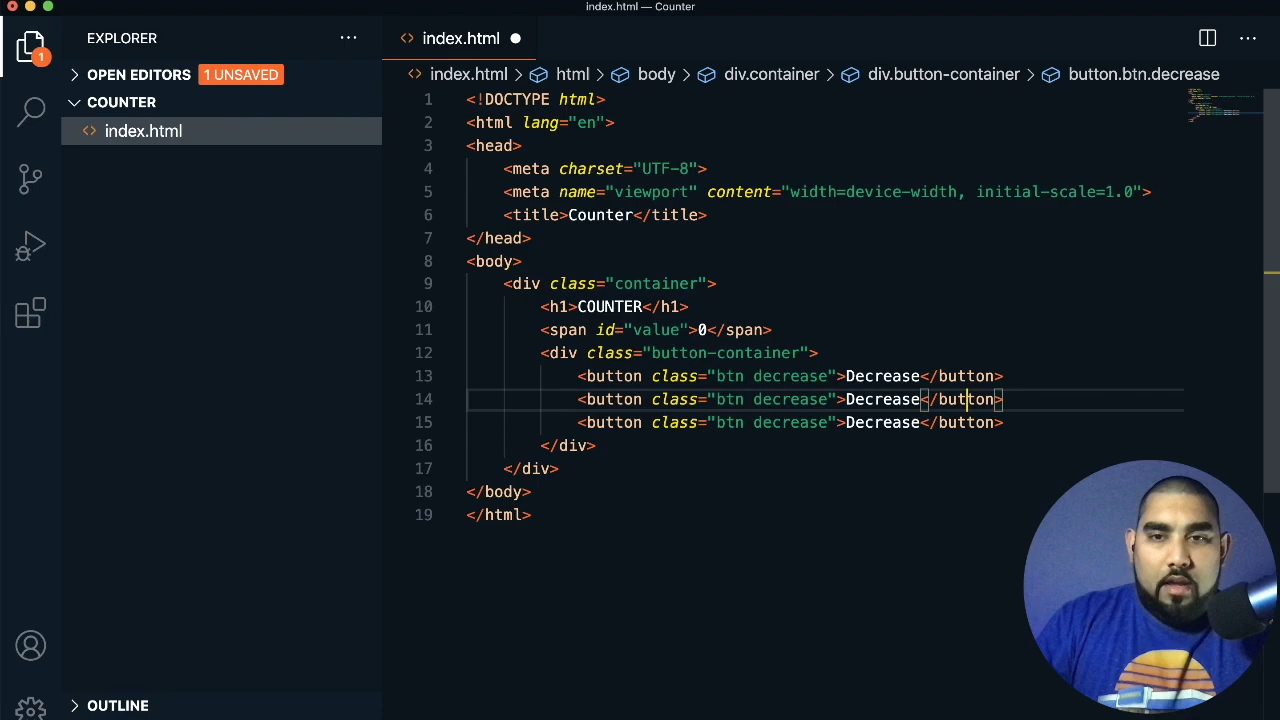 index.html — Counter
EXPLORER
index.html
1
OPEN EDITORS 1 UNSAVED
index.html > html > body > div.container > div.button-container > button.btn.decrease
COUNTER
index.html
1 <!DOCTYPE html>
2 <html lang="en">
3 <head>
4 <meta charset="UTF-8">
5 <meta name="viewport" content="width=device-width, initial-scale=1.0">
6 <title>Counter</title>
7 </head>
8 <body>
9 <div class="container">
10 <h1>COUNTER</h1>
11 <span id="value">0</span>
12 <div class="button-container">
13 <button class="btn decrease">Decrease</button>
14 <button class="btn decrease">Decrease</button>
15 <button class="btn decrease">Decrease</button>
16 </div>
17 </div>
18 </body>
19 </html>
OUTLINE